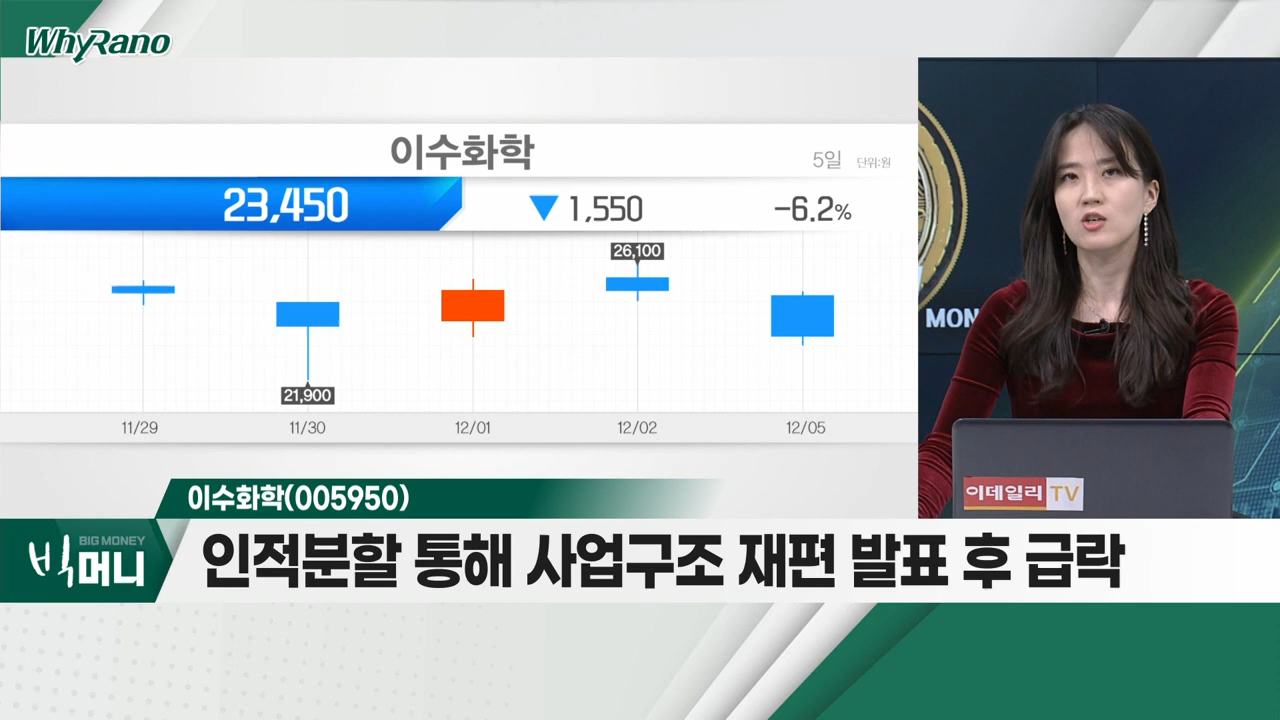 WhyRano
이수화학
5일 단위:원
23,450 ▼ 1,550 -6.2%
26,100
21,900
11/29 11/30 12/01 12/02 12/05
MON
이데일리TV
이수화학(005950)
BIG MONEY
빅머니
인적분할 통해 사업구조 재편 발표 후 급락